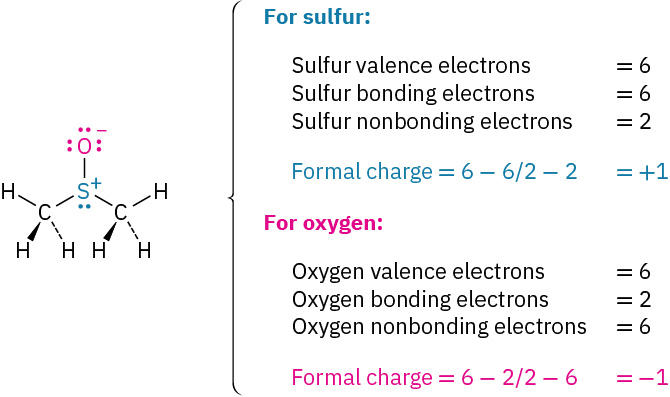 For sulfur:
Sulfur valence electrons = 6
Sulfur bonding electrons = 6
Sulfur nonbonding electrons = 2
Formal charge = 6 − 6/2 − 2 = +1
For oxygen:
Oxygen valence electrons = 6
Oxygen bonding electrons = 2
Oxygen nonbonding electrons = 6
Formal charge = 6 − 2/2 − 6 = −1
O −
H S + H
C C
H H H H